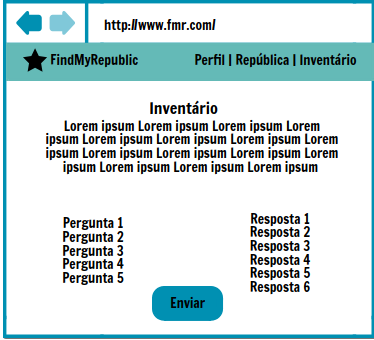 http://www.fmr.com/
FindMyRepublic
Perfil | República | Inventário
Inventário
Lorem ipsum Lorem ipsum Lorem ipsum Lorem
ipsum Lorem ipsum Lorem ipsum Lorem ipsum Lorem
ipsum Lorem ipsum Lorem ipsum Lorem ipsum Lorem
ipsum Lorem ipsum Lorem ipsum Lorem ipsum
Pergunta 1
Pergunta 2
Pergunta 3
Pergunta 4
Pergunta 5
Resposta 1
Resposta 2
Resposta 3
Resposta 4
Resposta 5
Resposta 6
Enviar